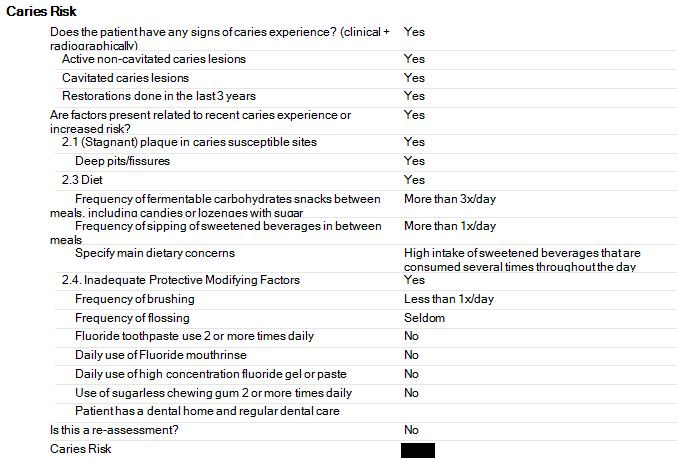 Caries Risk
Does the patient have any signs of caries experience? (clinical + Yes
radiographically)
Active non-cavitated caries lesions Yes
Cavitated caries lesions Yes
Restorations done in the last 3 years Yes
Are factors present related to recent caries experience or Yes
increased risk?
2.1 (Stagnant) plaque in caries susceptible sites Yes
Deep pits/fissures Yes
2.3 Diet Yes
Frequency of fermentable carbohydrates snacks between More than 3x/day
meals, including candies or lozenges with sugar
Frequency of sipping of sweetened beverages in between More than 1x/day
meals
Specify main dietary concerns High intake of sweetened beverages that are
consumed several times throughout the day
2.4. Inadequate Protective Modifying Factors Yes
Frequency of brushing Less than 1x/day
Frequency of flossing Seldom
Fluoride toothpaste use 2 or more times daily No
Daily use of Fluoride mouthrinse No
Daily use of high concentration fluoride gel or paste No
Use of sugarless chewing gum 2 or more times daily No
Patient has a dental home and regular dental care
Is this a re-assessment? No
Caries Risk